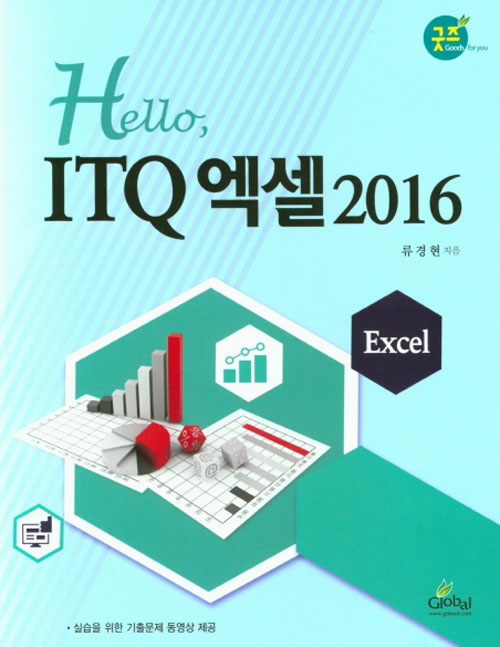 굿즈
Goods for you
Hello,
ITQ 엑셀 2016
류경현 지음
Excel
Global
www.gbbook.com
• 실습을 위한 기출문제 동영상 제공